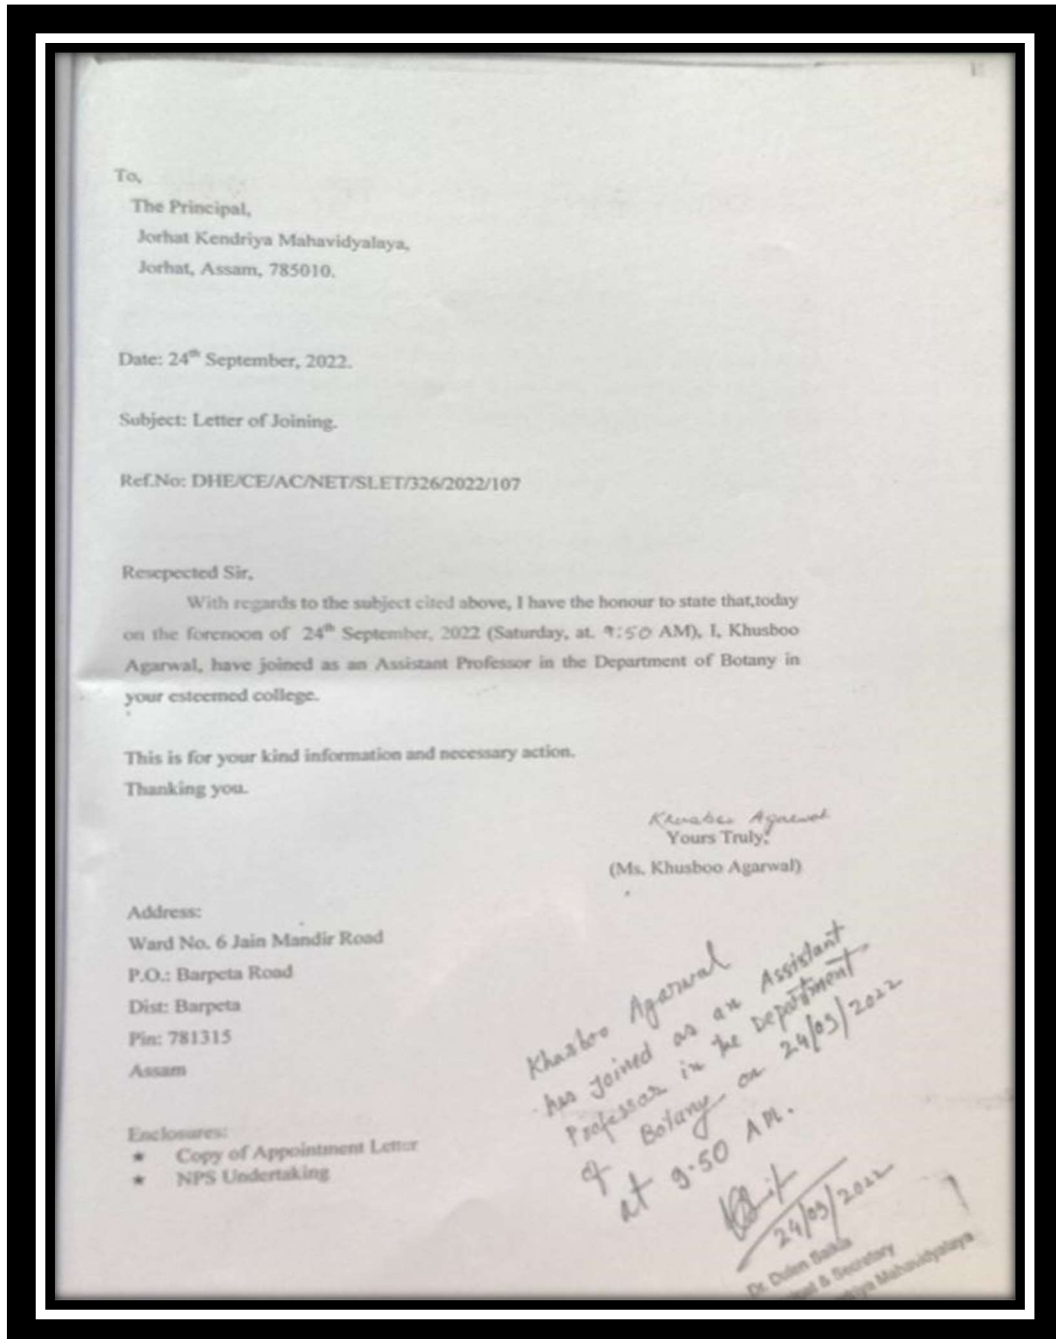 To,
The Principal,
Jorhat Kendriya Mahavidyalaya,
Jorhat, Assam, 785010.
Date: 24th September, 2022.
Subject: Letter of Joining.
Ref.No: DHE/CE/AC/NET/SLET/326/2022/107
Resepected Sir,
With regards to the subject cited above, I have the honour to state that,today
on the forenoon of 24th September, 2022 (Saturday, at. 9:50 AM), I, Khusboo
Agarwal, have joined as an Assistant Professor in the Department of Botany in
your esteemed college.
This is for your kind information and necessary action.
Thanking you.
Khusboo Agarwal
Yours Truly,
(Ms. Khusboo Agarwal)
Address:
Ward No. 6 Jain Mandir Road
P.O.: Barpeta Road
Dist: Barpeta
Pin: 781315
Assam
Enclosures:
★ Copy of Appointment Letter
★ NPS Undertaking
Khasboo Agarwal
has joined as an Assistant
Professor in the Department
of Botany on 24/09/2022
at 9.50 AM.
24/09/2022
Dr. Dulen Saikia
& Secretary
Mahavidyalaya